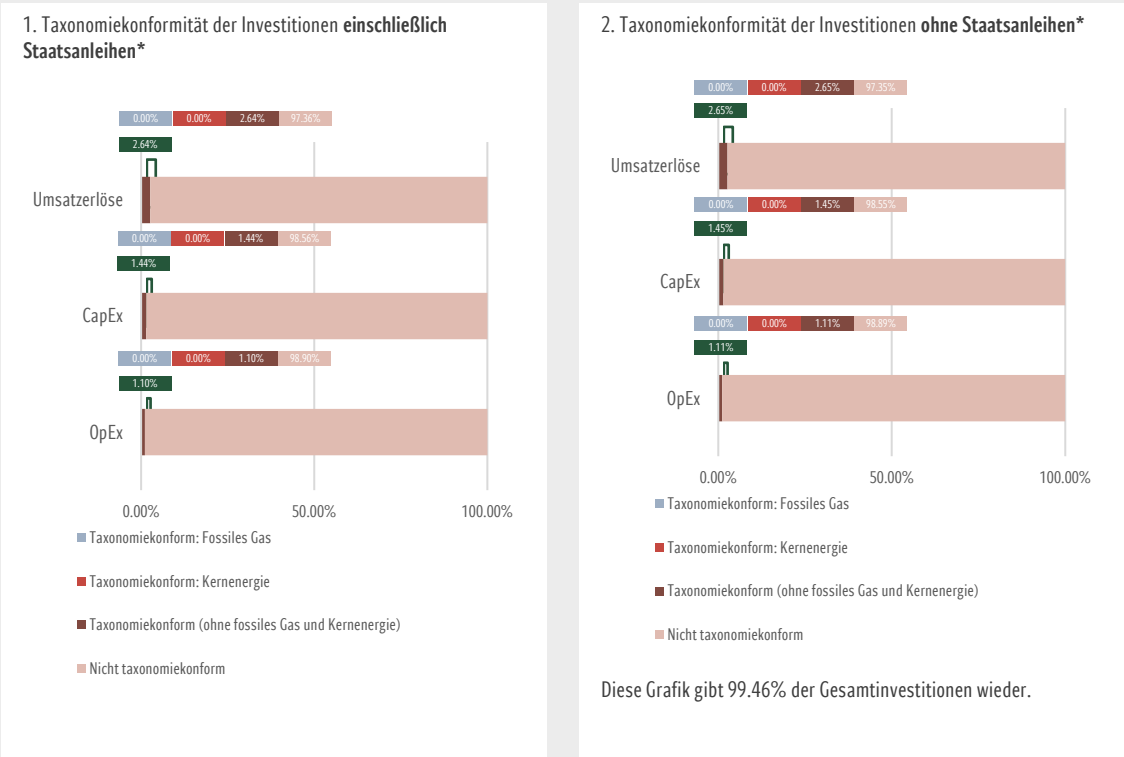 1. Taxonomiekonformität der Investitionen einschließlich
Staatsanleihen*
0.00% 0.00% 2.64% 97.36%
2.64%
Umsatzerlöse
0.00% 0.00% 1.44% 98.56%
1.44%
CapEx
0.00% 0.00% 1.10% 98.90%
1.10%
OpEx
0.00% 50.00% 100.00%
Taxonomiekonform: Fossiles Gas
Taxonomiekonform: Kernenergie
Taxonomiekonform (ohne fossiles Gas und Kernenergie)
Nicht taxonomiekonform
2. Taxonomiekonformität der Investitionen ohne Staatsanleihen*
0.00% 0.00% 2.65% 97.35%
2.65%
Umsatzerlöse
0.00% 0.00% 1.45% 98.55%
1.45%
CapEx
0.00% 0.00% 1.11% 98.89%
1.11%
OpEx
0.00% 50.00% 100.00%
Taxonomiekonform: Fossiles Gas
Taxonomiekonform: Kernenergie
Taxonomiekonform (ohne fossiles Gas und Kernenergie)
Nicht taxonomiekonform
Diese Grafik gibt 99.46% der Gesamtinvestitionen wieder.